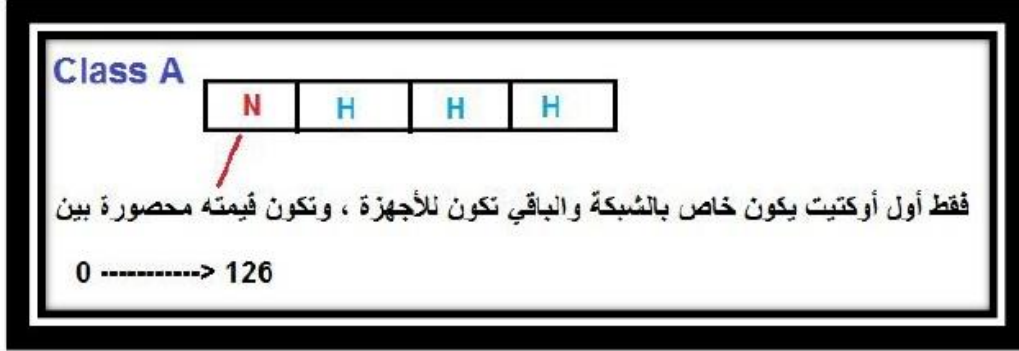 Class A
N H H H
فقط أول أوكتيت يكون خاص بالشبكة والباقي تكون للأجهزة ، وتكون قيمته محصورة بين
0 -----------> 126